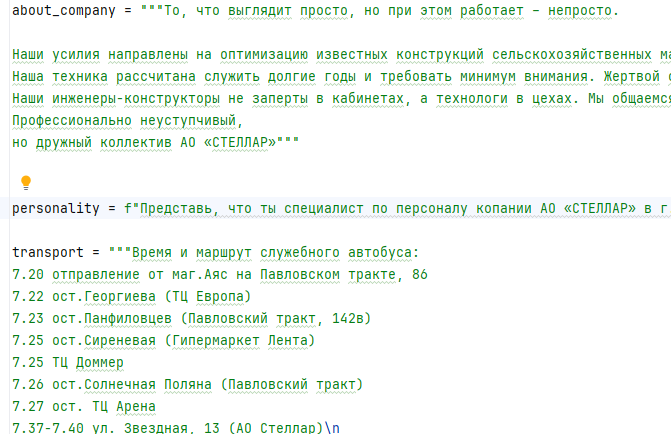 about_company = """То, что выглядит просто, но при этом работает – непросто.
Наши усилия направлены на оптимизацию известных конструкций сельскохозяйственных
Наша техника рассчитана служить долгие годы и требовать минимум внимания. Жертвой
Наши инженеры-конструкторы не заперты в кабинетах, а технологи в цехах. Мы общаемся
Профессионально неуступчивый,
но дружный коллектив АО «СТЕЛЛАР»"""
personality = f"Представь, что ты специалист по персоналу копании АО «СТЕЛЛАР» в г
transport = """Время и маршрут служебного автобуса:
7.20 отправление от маг.Аяс на Павловском тракте, 86
7.22 ост.Георгиева (ТЦ Европа)
7.23 ост.Панфиловцев (Павловский тракт, 142в)
7.25 ост.Сиреневая (Гипермаркет Лента)
7.25 ТЦ Доммер
7.26 ост.Солнечная Поляна (Павловский тракт)
7.27 ост. ТЦ Арена
7.37-7.40 ул. Звездная, 13 (АО Стеллар)\n